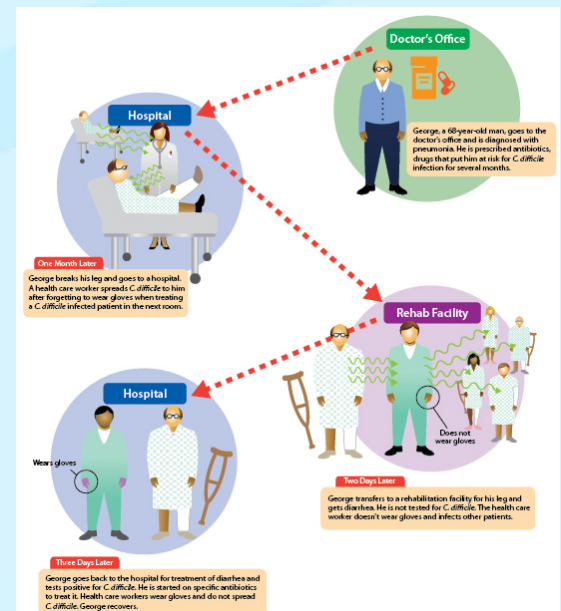 Doctor's Office
George, a 68-year-old man, goes to the
doctor's office and is diagnosed with
pneumonia. He is prescribed antibiotics,
drugs that put him at risk for C. difficile
infection for several months.
Hospital
One Month Later
George breaks his leg and goes to a hospital.
A health care worker spreads C. difficile to him
after forgetting to wear gloves when treating
a C. difficile infected patient in the next room.
Rehab Facility
Does not
wear gloves
Two Days Later
George transfers to a rehabilitation facility for his leg and
gets diarrhea. He is not tested for C. difficile. The health care
worker doesn't wear gloves and infects other patients.
Hospital
Wears gloves
Three Days Later
George goes back to the hospital for treatment of diarrhea and
tests positive for C. difficile. He is started on specific antibiotics
to treat it. Health care workers wear gloves and do not spread
C. difficile. George recovers.